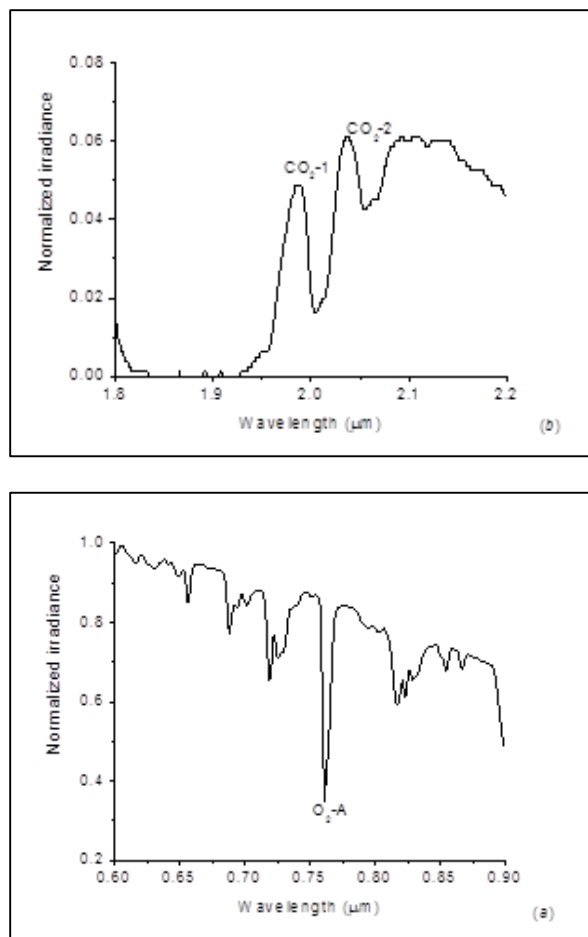 0.08
0.06
0.04
0.02
0.00
Normalized irradiance
CO₂-1
CO₂-2
1.8 1.9 2.0 2.1 2.2
Wavelength (μm)
(b)
1.0
0.8
0.6
0.4
0.2
Normalized irradiance
O₂-A
0.60 0.65 0.70 0.75 0.80 0.85 0.90
Wavelength (μm)
(a)